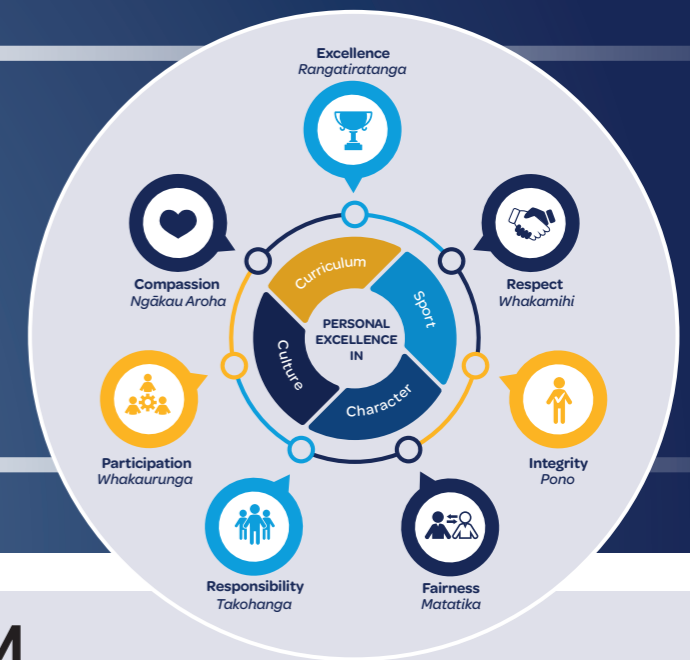 Excellence
Rangatiratanga
Compassion
Ngākau Aroha
Respect
Whakamihi
Curriculum
Sport
PERSONAL
EXCELLENCE
IN
Culture
Character
Participation
Whakaurunga
Integrity
Pono
Responsibility
Takohanga
Fairness
Matatika